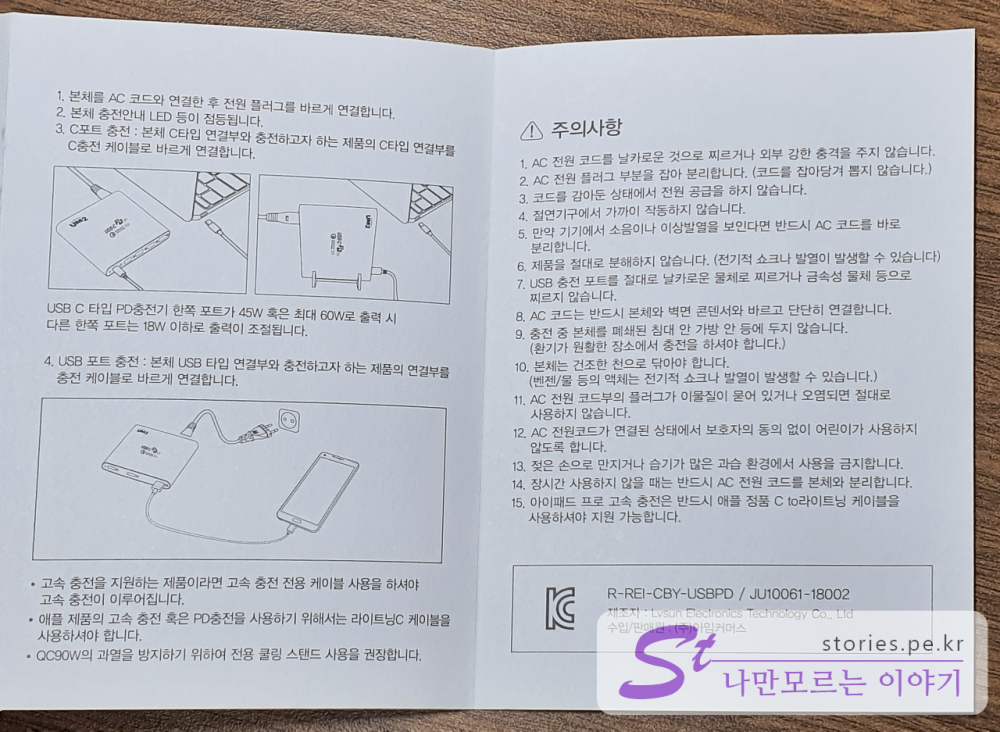 1. 본체를 AC 코드와 연결한 후 전원 플러그를 바르게 연결합니다.
2. 본체 충전안내 LED 등이 점등됩니다.
3. C포트 충전 : 본체 C타입 연결부와 충전하고자 하는 제품의 C타입 연결부를
C충전 케이블로 바르게 연결합니다.
USB C 타입 PD충전기 한쪽 포트가 45W 혹은 최대 60W로 출력 시
다른 한쪽 포트는 18W 이하로 출력이 조절됩니다.
4. USB 포트 충전 : 본체 USB 타입 연결부와 충전하고자 하는 제품의 연결부를
충전 케이블로 바르게 연결합니다.
• 고속 충전을 지원하는 제품이라면 고속 충전 전용 케이블 사용을 하셔야
고속 충전이 이루어집니다.
• 애플 제품의 고속 충전 혹은 PD충전을 사용하기 위해서는 라이트닝C 케이블을
사용하셔야 합니다.
• QC90W의 과열을 방지하기 위하여 전용 쿨링 스탠드 사용을 권장합니다.
주의사항
1. AC 전원 코드를 날카로운 것으로 찌르거나 외부 강한 충격을 주지 않습니다.
2. AC 전원 플러그 부분을 잡아 분리합니다. (코드를 잡아당겨 뽑지 않습니다.)
3. 코드를 감아둔 상태에서 전원 공급을 하지 않습니다.
4. 절연기구에서 가까이 작동하지 않습니다.
5. 만약 기기에서 소음이나 이상발열을 보인다면 반드시 AC 코드를 바로
분리합니다.
6. 제품을 절대로 분해하지 않습니다. (전기적 쇼크나 발열이 발생할 수 있습니다)
7. USB 충전 포트를 절대로 날카로운 물체로 찌르거나 금속성 물체 등으로
찌르지 않습니다.
8. AC 코드는 반드시 본체와 벽면 콘덴서와 바르고 단단히 연결합니다.
9. 충전 중 본체를 폐쇄된 침대 안 가방 안 등에 두지 않습니다.
(환기가 원활한 장소에서 충전을 하셔야 합니다.)
10. 본체는 건조한 천으로 닦아야 합니다.
(벤젠/물 등의 액체는 전기적 쇼크나 발열이 발생할 수 있습니다.)
11. AC 전원 코드부의 플러그가 이물질이 묻어 있거나 오염되면 절대로
사용하지 않습니다.
12. AC 전원코드가 연결된 상태에서 보호자의 동의 없이 어린이가 사용하지
않도록 합니다.
13. 젖은 손으로 만지거나 습기가 많은 과습 환경에서 사용을 금지합니다.
14. 장시간 사용하지 않을 때는 반드시 AC 전원 코드를 본체와 분리합니다.
15. 아이패드 프로 고속 충전은 반드시 애플 정품 C to라이트닝 케이블을
사용하셔야 지원 가능합니다.
R-REI-CBY-USBPD / JU10061-18002
제조자 : Lvsun Electronics Technology Co., Ltd
수입/판매원 : (주)아임커머스
St
stories.pe.kr
나만모르는 이야기